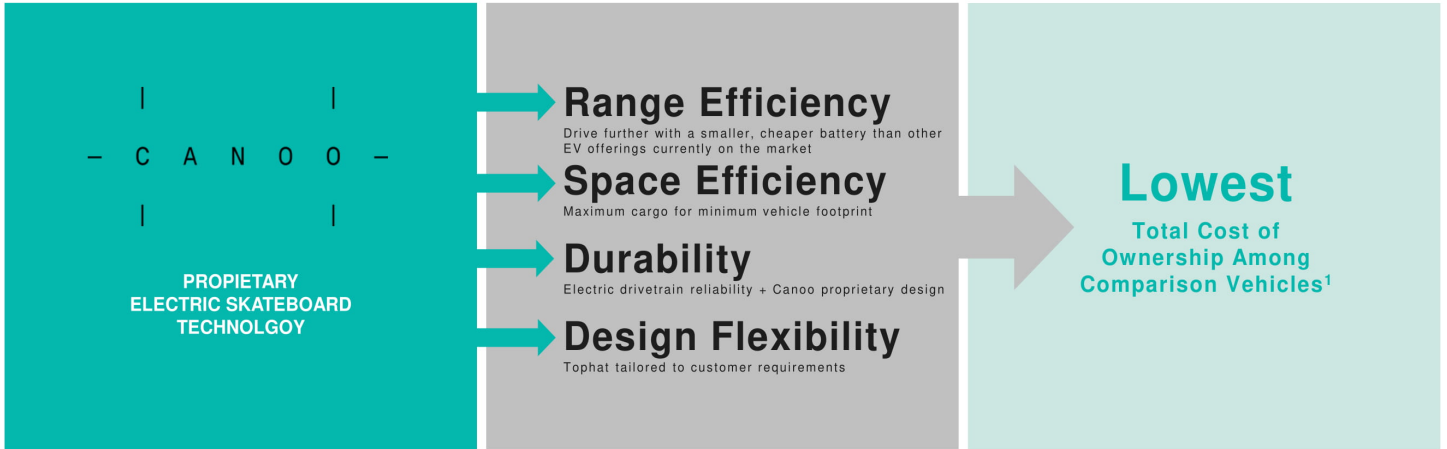 — C A N O O —
PROPIETARY
ELECTRIC SKATEBOARD
TECHNOLGOY
Range Efficiency
Drive further with a smaller, cheaper battery than other
EV offerings currently on the market
Space Efficiency
Maximum cargo for minimum vehicle footprint
Durability
Electric drivetrain reliability + Canoo proprietary design
Design Flexibility
Tophat tailored to customer requirements
Lowest
Total Cost of
Ownership Among
Comparison Vehicles¹